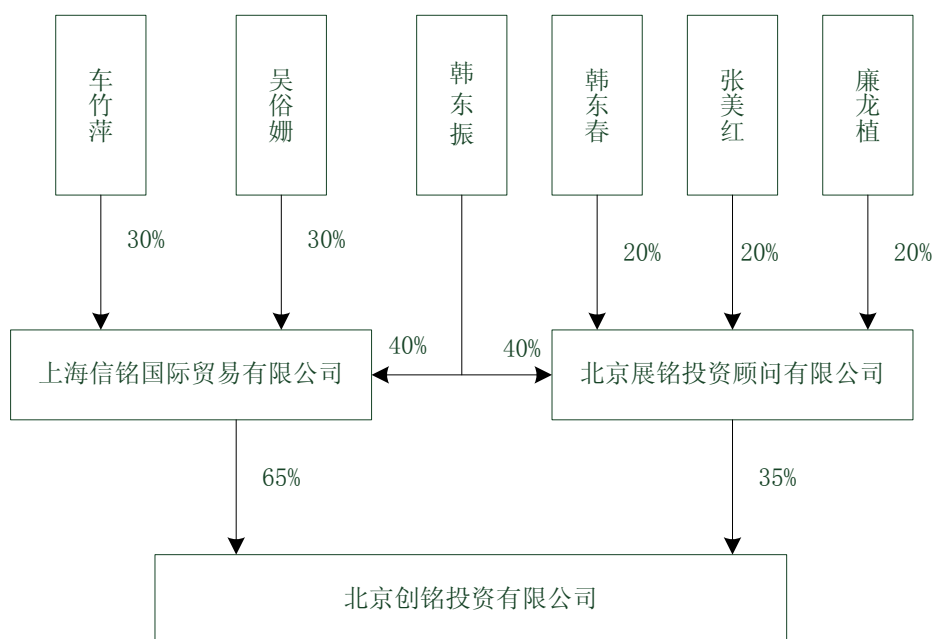 车竹萍
吴俗姗
韩东振
韩东春
张美红
廉龙植
30%
30%
20%
20%
20%
40%
40%
上海信铭国际贸易有限公司
北京展铭投资顾问有限公司
65%
35%
北京创铭投资有限公司